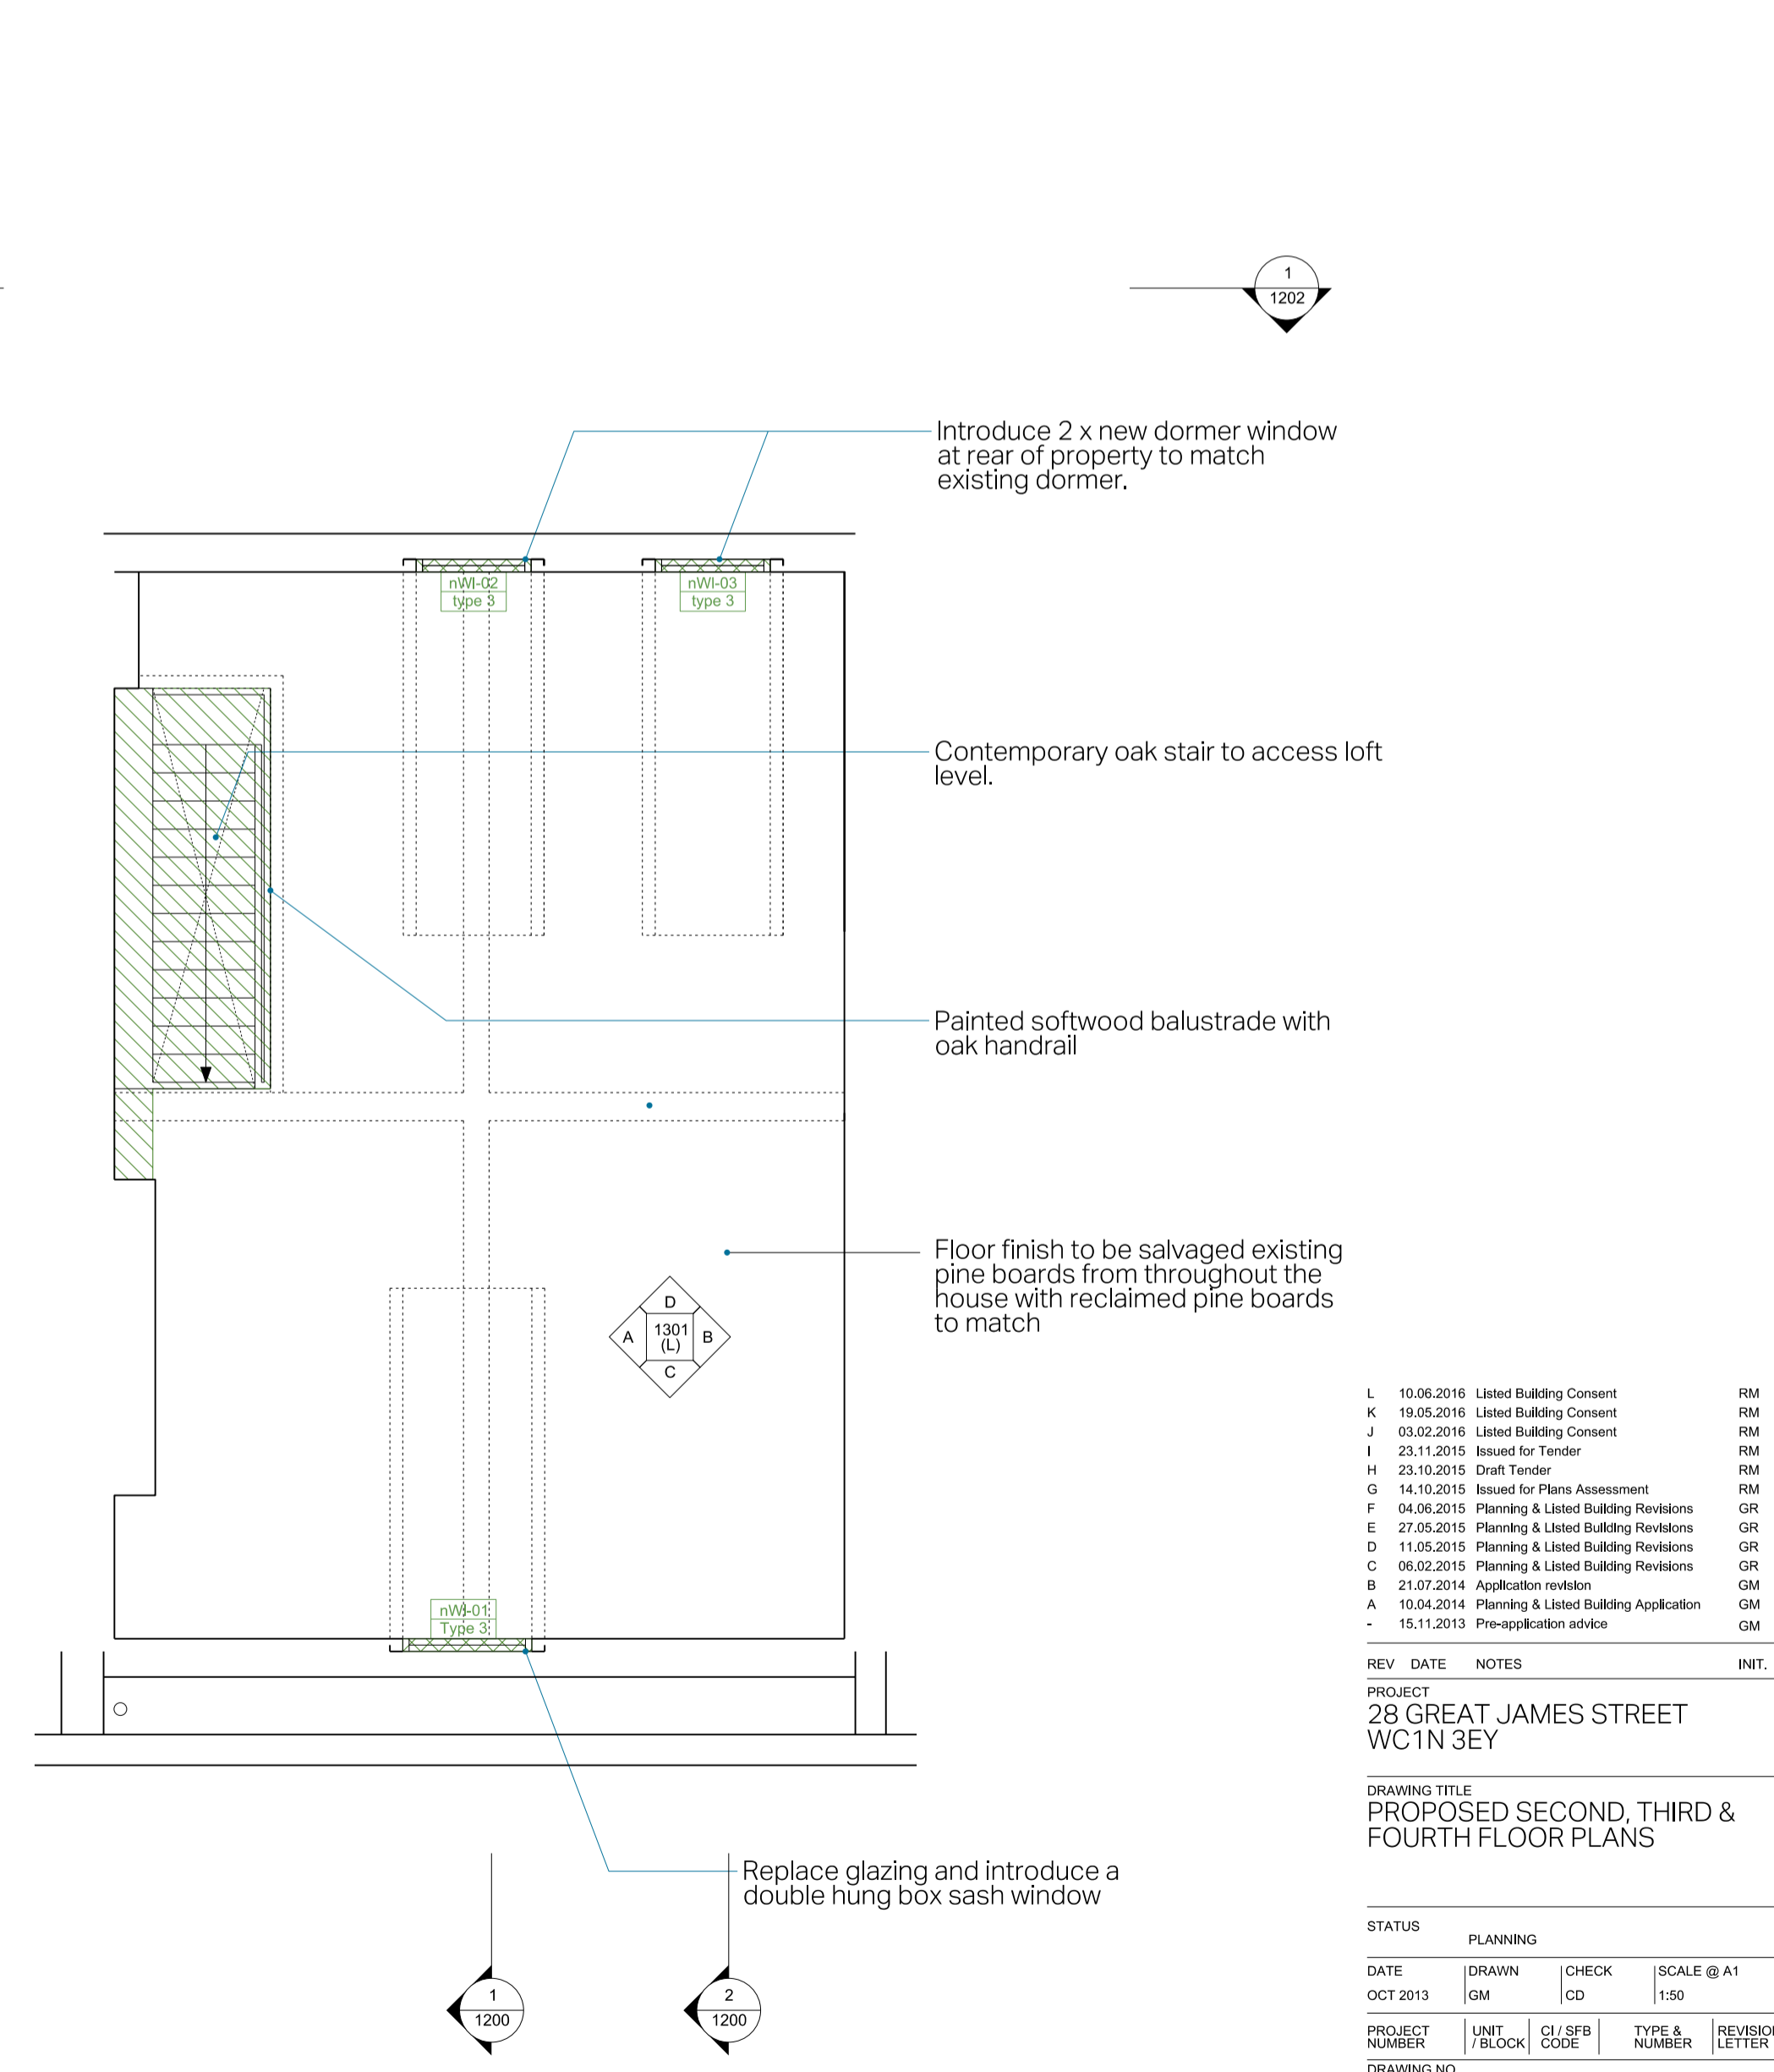 1
1202
Introduce 2 x new dormer window
at rear of property to match
existing dormer.
nWI-02
type 3
nWI-03
type 3
Contemporary oak stair to access loft
level.
Painted softwood balustrade with
oak handrail
Floor finish to be salvaged existing
pine boards from throughout the
house with reclaimed pine boards
to match
D
A 1301 B
(L)
C
nWI-01
Type 3
Replace glazing and introduce a
double hung box sash window
1
1200
2
1200
L 10.06.2016 Listed Building Consent RM
K 19.05.2016 Listed Building Consent RM
J 03.02.2016 Listed Building Consent RM
I 23.11.2015 Issued for Tender RM
H 23.10.2015 Draft Tender RM
G 14.10.2015 Issued for Plans Assessment RM
F 04.06.2015 Planning & Listed Building Revisions GR
E 27.05.2015 Planning & Listed Building Revisions GR
D 11.05.2015 Planning & Listed Building Revisions GR
C 06.02.2015 Planning & Listed Building Revisions GR
B 21.07.2014 Application revision GM
A 10.04.2014 Planning & Listed Building Application GM
- 15.11.2013 Pre-application advice GM
REV DATE NOTES INIT.
PROJECT
28 GREAT JAMES STREET
WC1N 3EY
DRAWING TITLE
PROPOSED SECOND, THIRD &
FOURTH FLOOR PLANS
STATUS
PLANNING
DATE DRAWN CHECK SCALE @ A1
OCT 2013 GM CD 1:50
PROJECT UNIT CI / SFB TYPE & REVISION
NUMBER / BLOCK CODE NUMBER LETTER
DRAWING NO